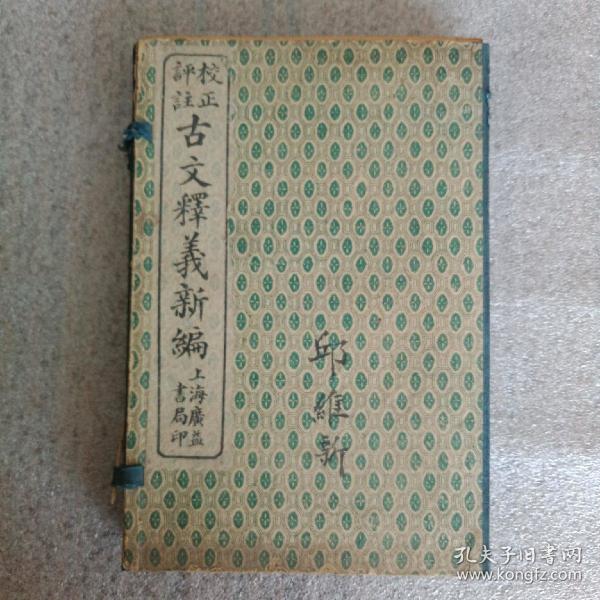 校正
評註
古文釋義新編
上海廣益
書局印
邱維新
孔夫子旧书网
www.kongfz.com